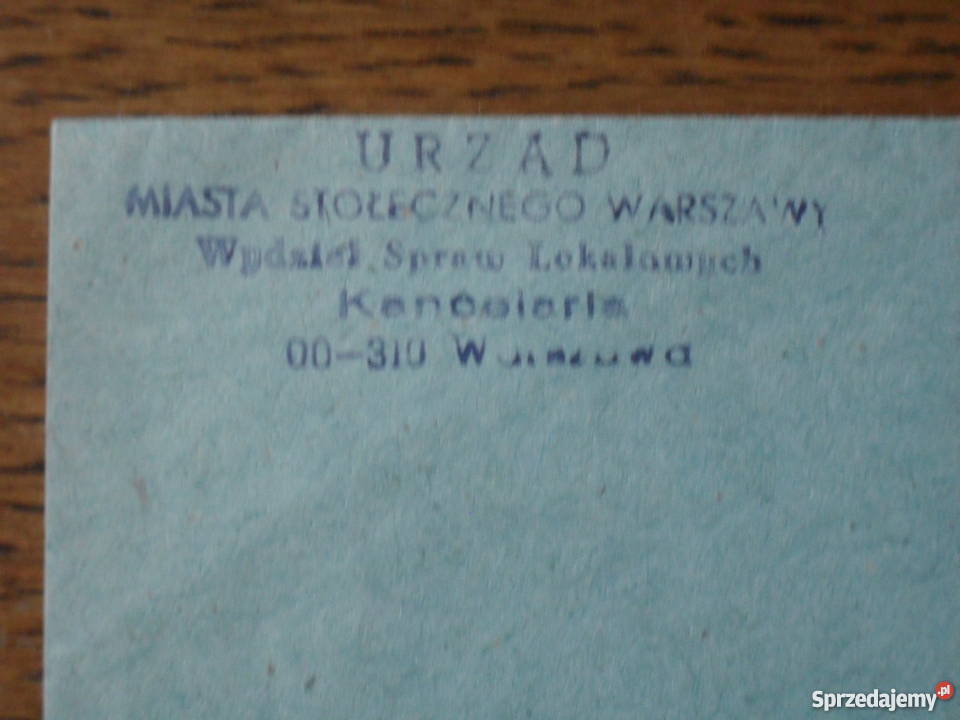 URZĄD
MIASTA STOŁECZNEGO WARSZAWY
Wydział Spraw Lokalowych
Kancelaria
00-310 Warszawa
Sprzedajemy.pl